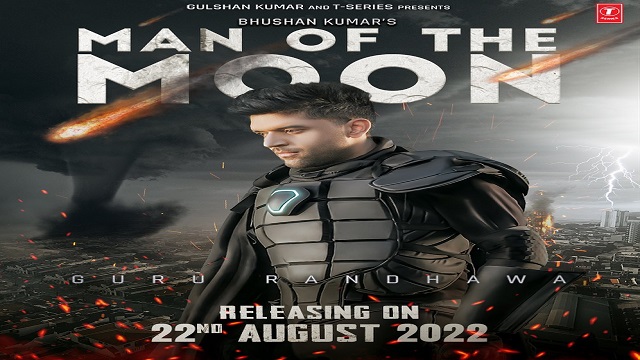 GULSHAN KUMAR AND T-SERIES PRESENTS
BHUSHAN KUMAR'S
MAN OF THE
MOON
GURU RANDHAWA
RELEASING ON
22ND AUGUST 2022